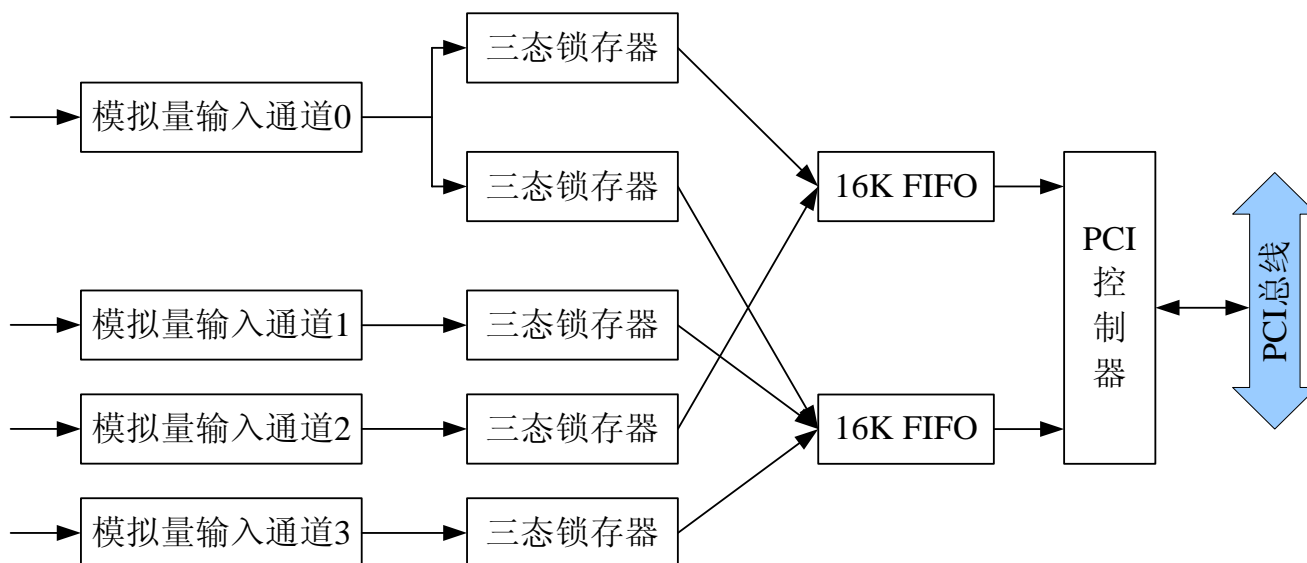 三态锁存器
模拟量输入通道0
三态锁存器
16K FIFO
模拟量输入通道1
三态锁存器
模拟量输入通道2
三态锁存器
16K FIFO
模拟量输入通道3
三态锁存器
PCI
控
制
器
PCI总线